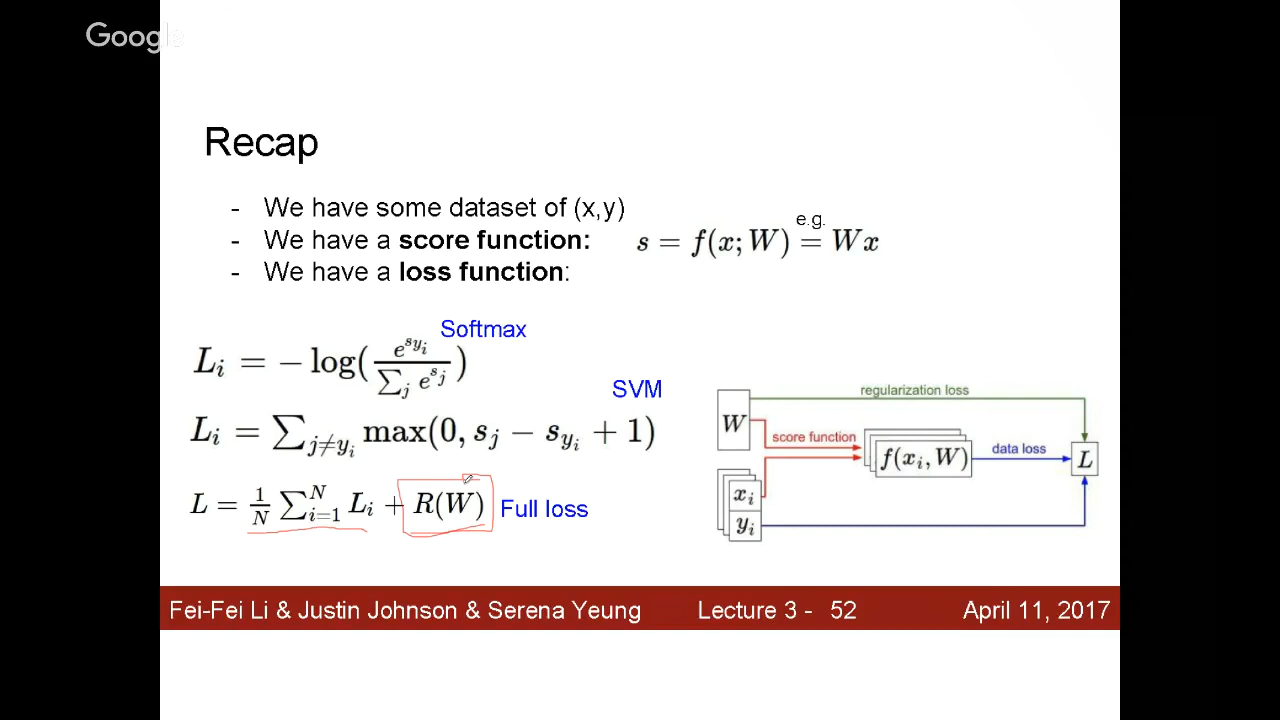 Google
Recap
- We have some dataset of (x,y)
- We have a score function: s = f(x; W) = Wx
e.g.
- We have a loss function:
Softmax
L_i = − log(e^{s_{y_i}} / ∑_j e^{s_j})
SVM
L_i = ∑_{j≠y_i} max(0, s_j − s_{y_i} + 1)
L = 1/N ∑_{i=1}^{N} L_i + R(W) Full loss
regularization loss
W
score function
f(x_i, W)
data loss
L
x_i
y_i
Fei-Fei Li & Justin Johnson & Serena Yeung Lecture 3 - 52 April 11, 2017